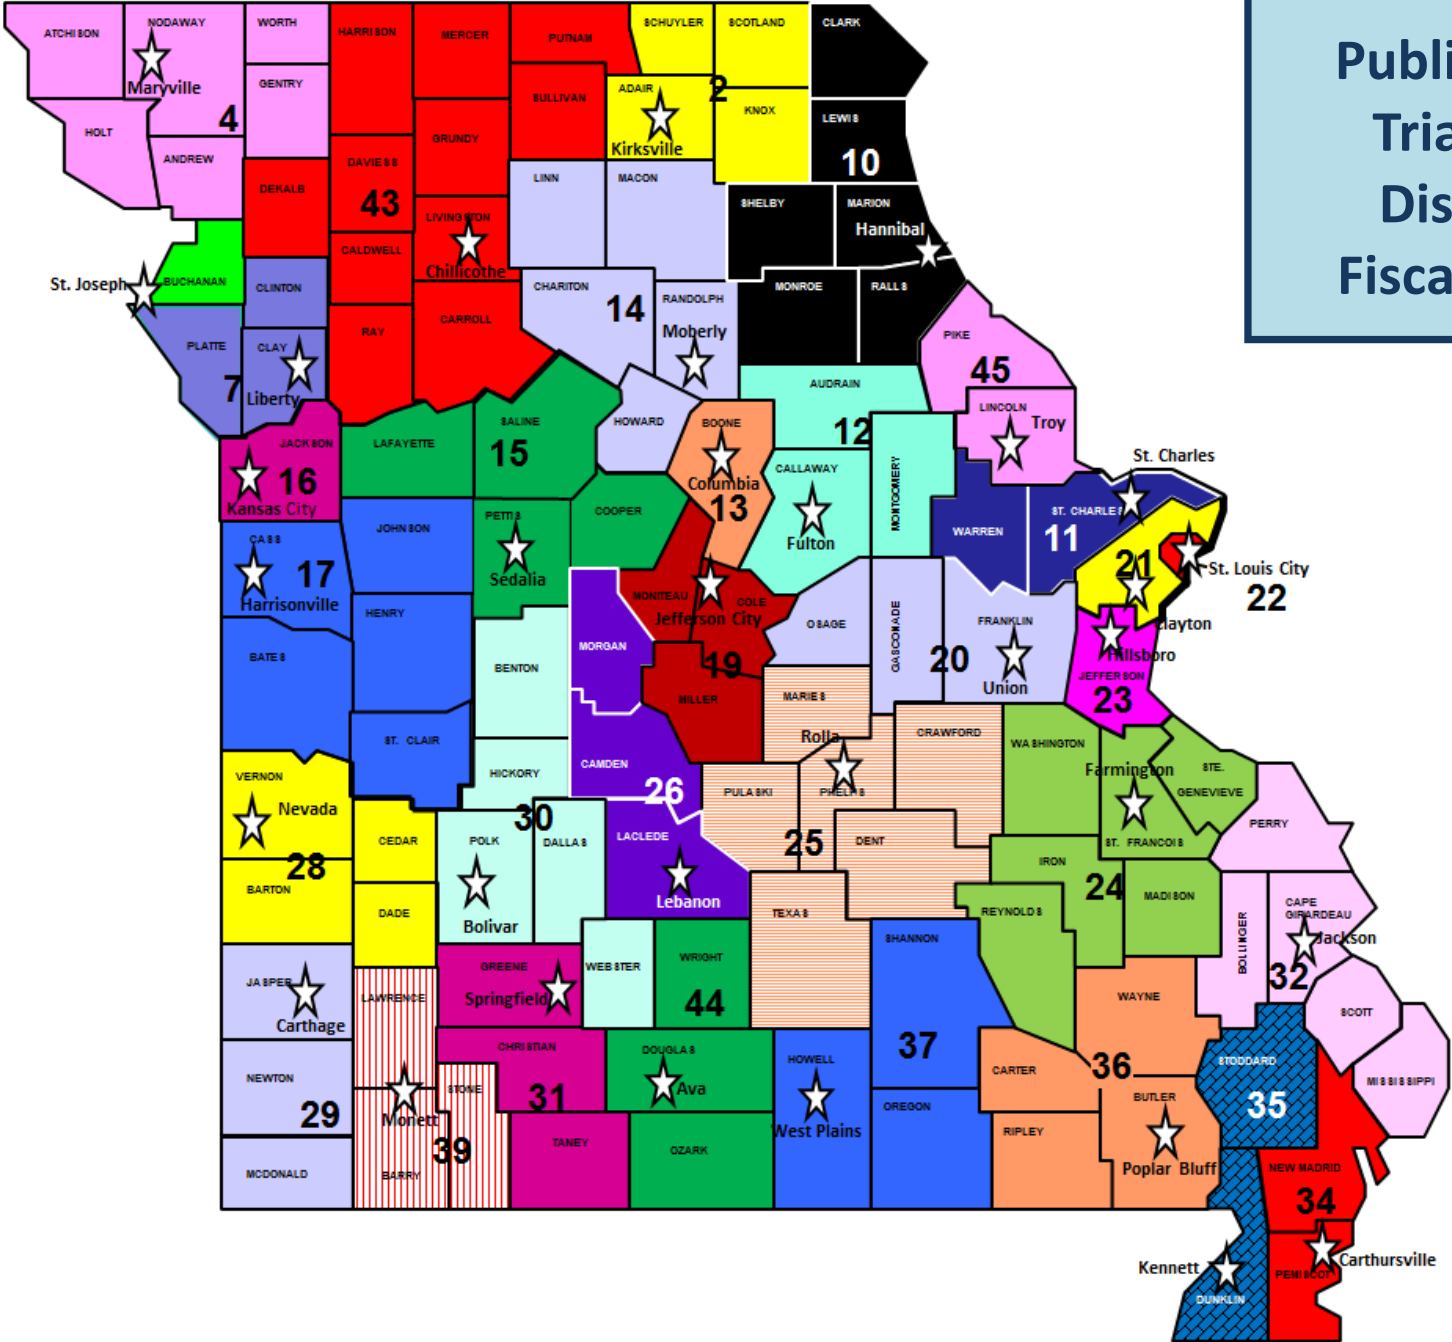 Publi
Tria
Dis
Fisca
ATCHISON
NODAWAY
WORTH
HARRISON
MERCER
PUTNAM
SCHUYLER
SCOTLAND
CLARK
Maryville
GENTRY
SULLIVAN
ADAIR
2
KNOX
LEWIS
4
HOLT
GRUNDY
Kirksville
10
ANDREW
DAVIESS
DEKALB
43
LINN
MACON
SHELBY
MARION
LIVINGSTON
Hannibal
CALDWELL
Chillicothe
St. Joseph
BUCHANAN
CLINTON
CHARITON
14
RANDOLPH
MONROE
RALLS
RAY
CARROLL
Moberly
PIKE
PLATTE
CLAY
45
7
Liberty
AUDRAIN
LINCOLN
Troy
JACKSON
LAFAYETTE
SALINE
HOWARD
BOONE
12
16
15
Columbia
CALLAWAY
MONTGOMERY
St. Charles
Kansas City
13
Fulton
ST. CHARLES
JOHNSON
PETTIS
COOPER
WARREN
11
CASS
17
Sedalia
21
St. Louis City
22
Harrisonville
HENRY
MONITEAU
COLE
Jefferson City
OSAGE
GASCONADE
FRANKLIN
Clayton
BATES
BENTON
MORGAN
19
20
Union
Hillsboro
JEFFERSON
23
MILLER
MARIES
ST. CLAIR
Rolla
CRAWFORD
WASHINGTON
HICKORY
CAMDEN
Farmington
STE.
GENEVIEVE
VERNON
26
PULASKI
PHELPS
Nevada
30
CEDAR
POLK
DALLAS
LACLEDE
25
DENT
ST. FRANCOIS
PERRY
28
IRON
BARTON
24
MADISON
Lebanon
DADE
Bolivar
TEXAS
REYNOLDS
BOLLINGER
CAPE
GIRARDEAU
Jackson
SHANNON
GREENE
WEBSTER
WRIGHT
32
JASPER
LAWRENCE
Springfield
44
WAYNE
SCOTT
Carthage
CHRISTIAN
DOUGLAS
HOWELL
37
STODDARD
NEWTON
STONE
31
Ava
CARTER
36
MISSISSIPPI
29
Monett
OREGON
BUTLER
35
West Plains
RIPLEY
39
TANEY
OZARK
MCDONALD
BARRY
Poplar Bluff
NEW MADRID
34
Kennett
Carthursville
PEMISCOT
DUNKLIN